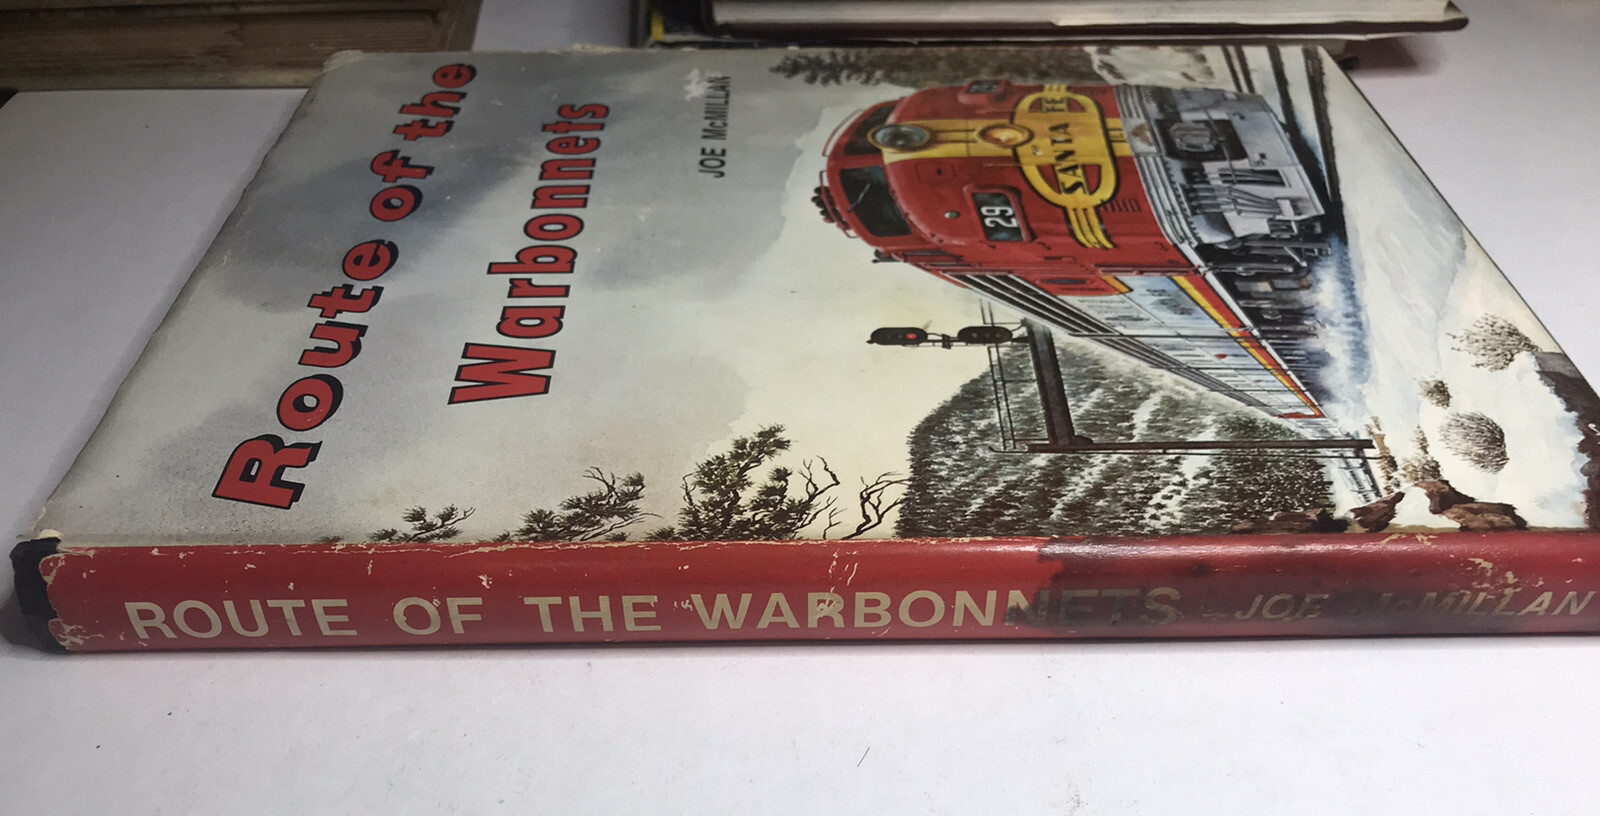 Route of the
Warbonnets
JOE McMILLAN
SANTA FE
29
ROUTE OF THE WARBONNETS JOE McMILLAN